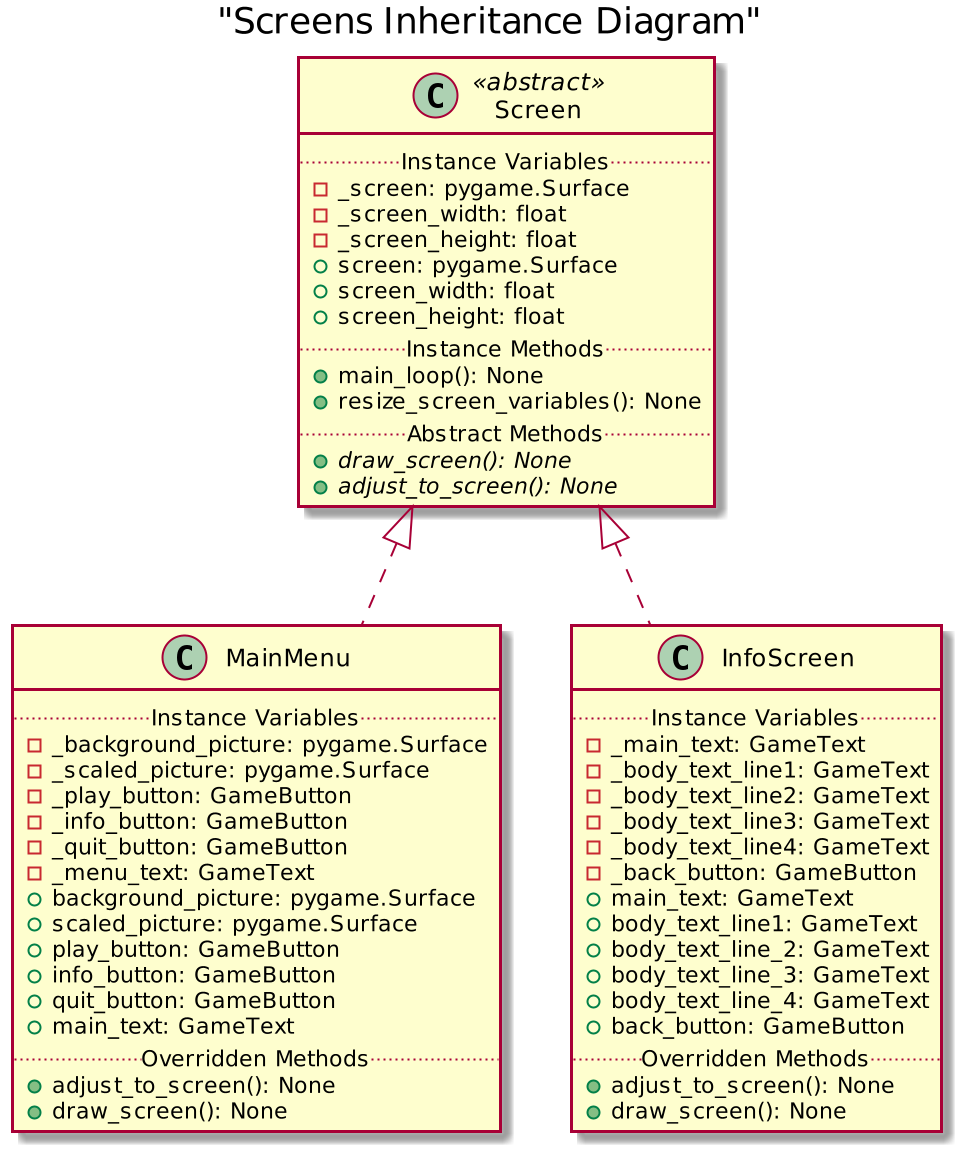 "Screens Inheritance Diagram"
C
«abstract»
Screen
Instance Variables
_screen: pygame.Surface
_screen_width: float
_screen_height: float
screen: pygame.Surface
screen_width: float
screen_height: float
Instance Methods
main_loop(): None
resize_screen_variables(): None
Abstract Methods
draw_screen(): None
adjust_to_screen(): None
C MainMenu
Instance Variables
_background_picture: pygame.Surface
_scaled_picture: pygame.Surface
_play_button: GameButton
_info_button: GameButton
_quit_button: GameButton
_menu_text: GameText
background_picture: pygame.Surface
scaled_picture: pygame.Surface
play_button: GameButton
info_button: GameButton
quit_button: GameButton
main_text: GameText
Overridden Methods
adjust_to_screen(): None
draw_screen(): None
C InfoScreen
Instance Variables
_main_text: GameText
_body_text_line1: GameText
_body_text_line2: GameText
_body_text_line3: GameText
_body_text_line4: GameText
_back_button: GameButton
main_text: GameText
body_text_line1: GameText
body_text_line_2: GameText
body_text_line_3: GameText
body_text_line_4: GameText
back_button: GameButton
Overridden Methods
adjust_to_screen(): None
draw_screen(): None